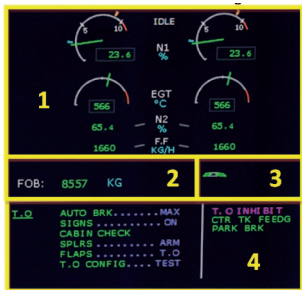 IDLE
5 10 5 10
N1
23.6 % 23.6
EGT
566 °C 566
N2
65.4 % 65.4
F.F
1660 KG/H 1660
1
FOB: 8557 KG 2
3
T.O AUTO BRK.......MAX
SIGNS..........ON
CABIN CHECK
SPLRS.........ARM
FLAPS.........T.O
T.O CONFIG....TEST
T.O INHIBIT
CTR TK FEEDG
PARK BRK
4